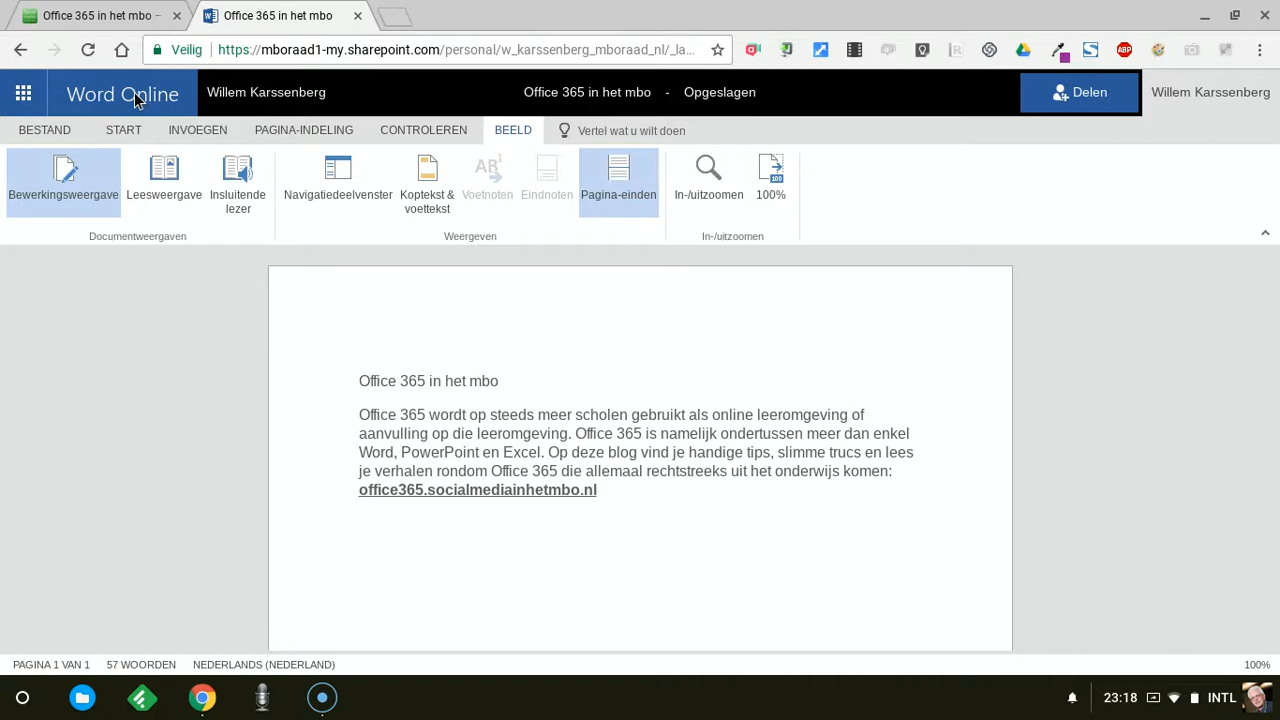 Office 365 in het mbo –
Office 365 in het mbo
Veilig https://mboraad1-my.sharepoint.com/personal/w_karssenberg_mboraad_nl/_la...
ABP
Word Online Willem Karssenberg Office 365 in het mbo - Opgeslagen Delen Willem Karssenberg
BESTAND START INVOEGEN PAGINA-INDELING CONTROLEREN BEELD Vertel wat u wilt doen
Bewerkingsweergave Leesweergave Insluitende lezer Navigatiedeelvenster Koptekst & voettekst Voetnoten Eindnoten Pagina-einden In-/uitzoomen 100%
Documentweergaven Weergeven In-/uitzoomen
Office 365 in het mbo
Office 365 wordt op steeds meer scholen gebruikt als online leeromgeving of
aanvulling op die leeromgeving. Office 365 is namelijk ondertussen meer dan enkel
Word, PowerPoint en Excel. Op deze blog vind je handige tips, slimme trucs en lees
je verhalen rondom Office 365 die allemaal rechtstreeks uit het onderwijs komen:
office365.socialmediainhetmbo.nl
PAGINA 1 VAN 1 57 WOORDEN NEDERLANDS (NEDERLAND) 100%
23:18 INTL